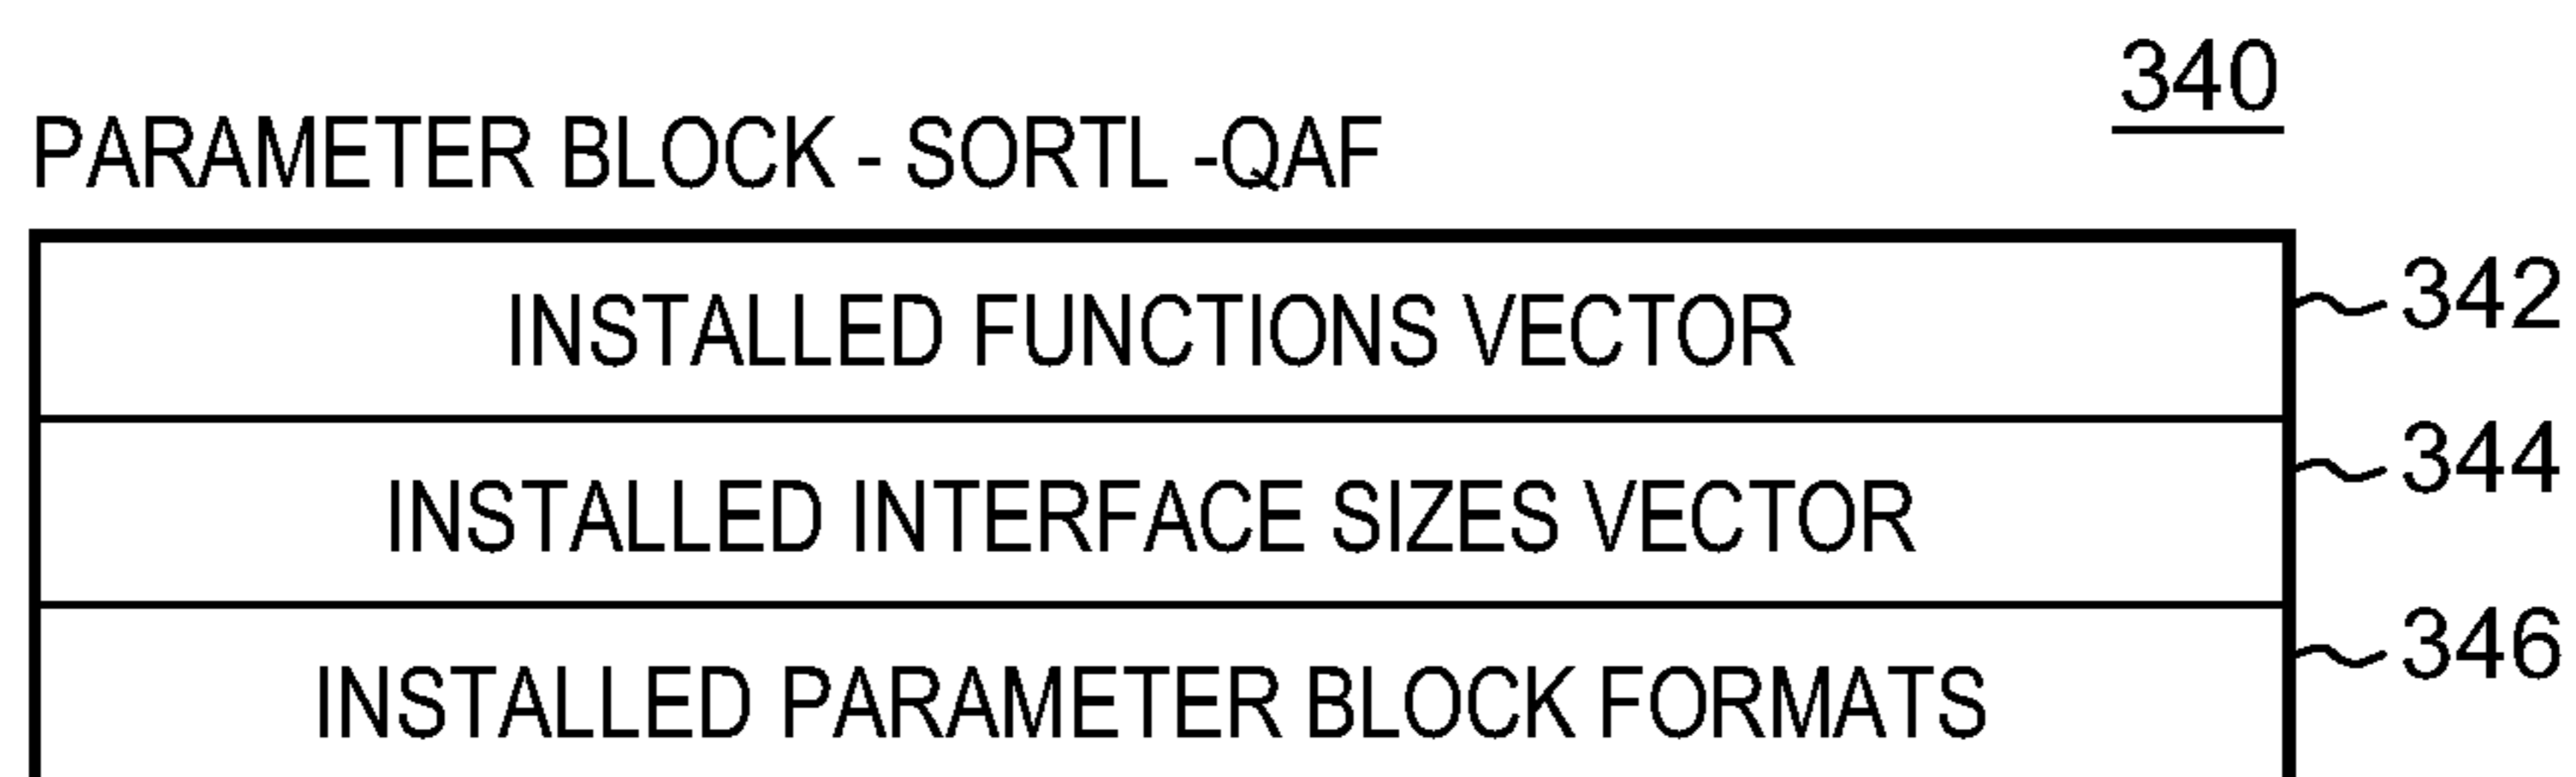 340
PARAMETER BLOCK - SORTL -QAF
INSTALLED FUNCTIONS VECTOR
342
INSTALLED INTERFACE SIZES VECTOR
344
INSTALLED PARAMETER BLOCK FORMATS
346